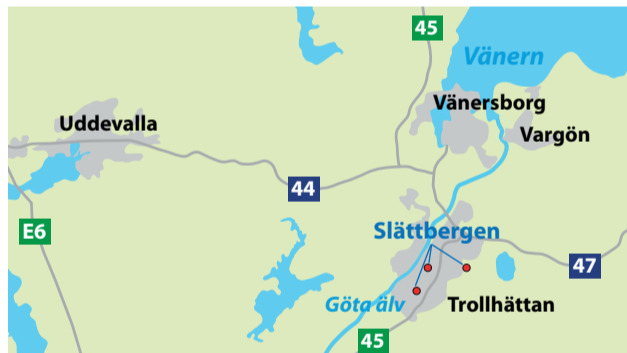 45
Vänern
Vänersborg
Uddevalla
Vargön
44
E6
Slättbergen
47
Göta älv
Trollhättan
45